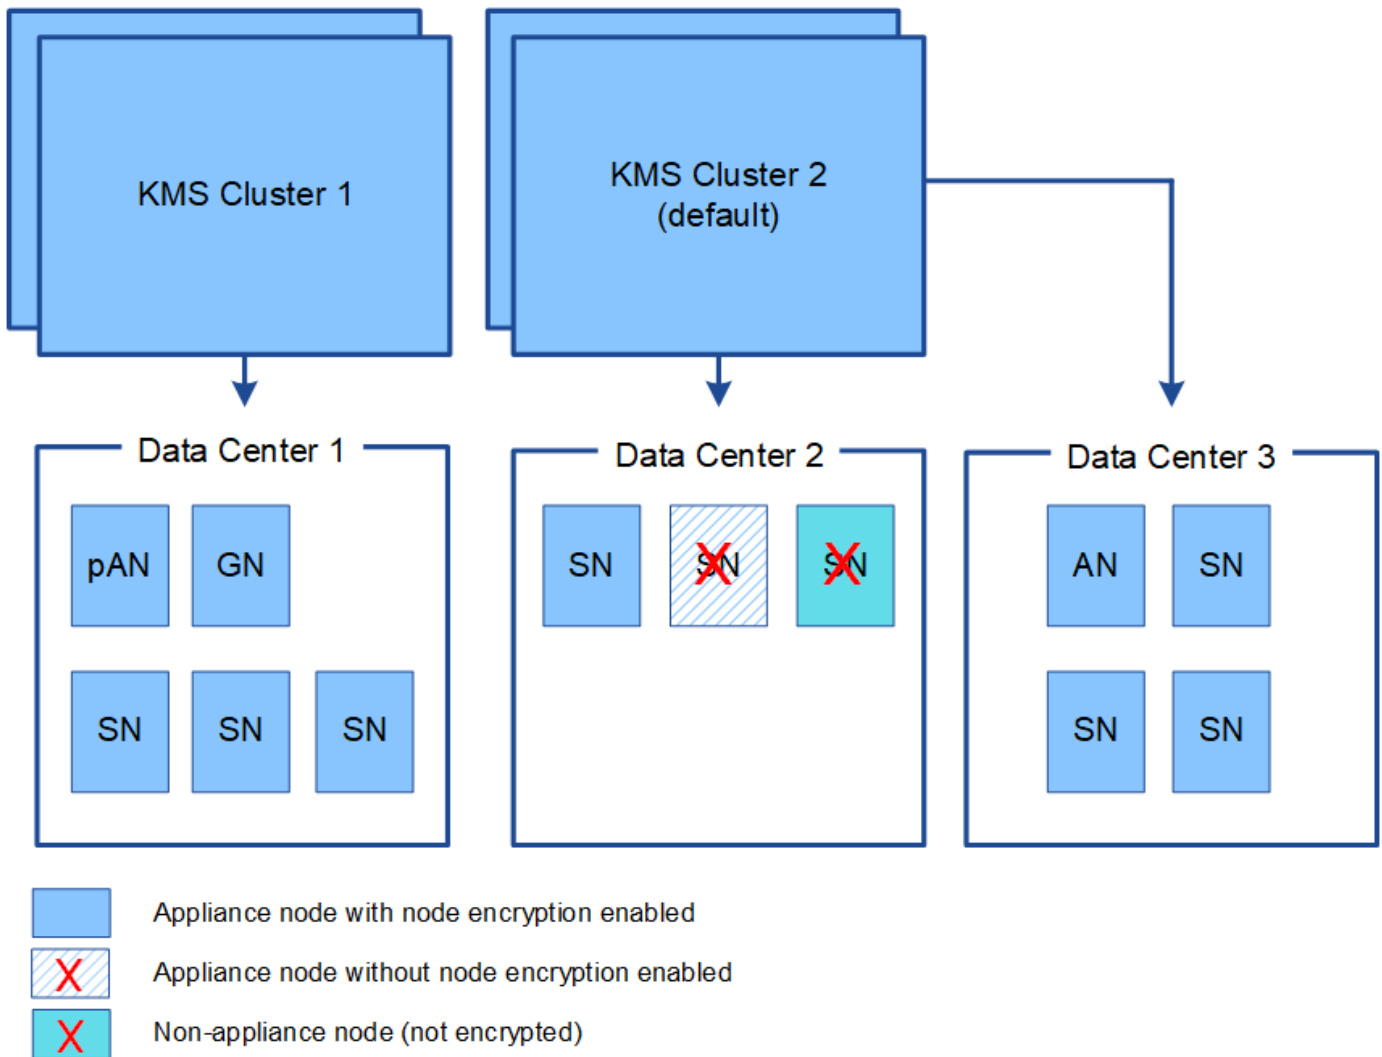 KMS Cluster 1
KMS Cluster 2
(default)
Data Center 1
pAN
GN
SN
SN
SN
Data Center 2
SN
SN
SN
Data Center 3
AN
SN
SN
SN
Appliance node with node encryption enabled
X Appliance node without node encryption enabled
X Non-appliance node (not encrypted)